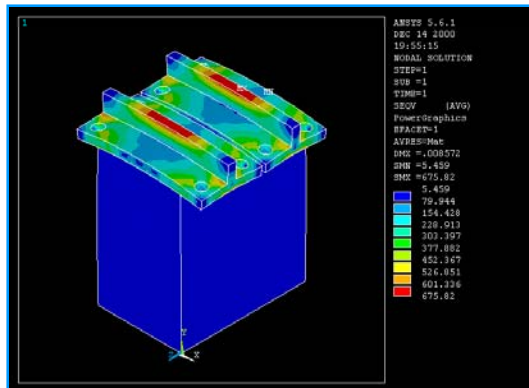 1
ANSYS 5.6.1
DEC 14 2000
19:55:15
NODAL SOLUTION
STEP=1
SUB =1
TIME=1
SEQV (AVG)
PowerGraphics
EFACET=1
AVRES=Mat
DMX =.008572
SMN =5.459
SMX =675.82
5.459
79.944
154.428
228.913
303.397
377.882
452.367
526.851
601.336
675.82
MX
MN
Y
X